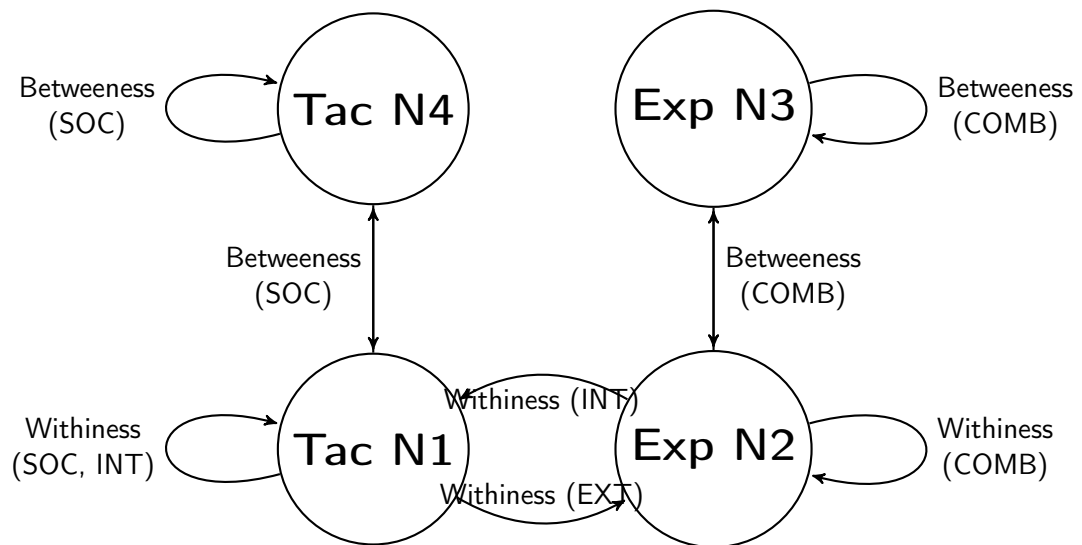 Betweeness
(SOC)
Tac N4
Exp N3
Betweeness
(COMB)
Betweeness
(SOC)
Betweeness
(COMB)
Withiness
(SOC, INT)
Tac N1
Withiness (INT)
Withiness (EXT)
Exp N2
Withiness
(COMB)